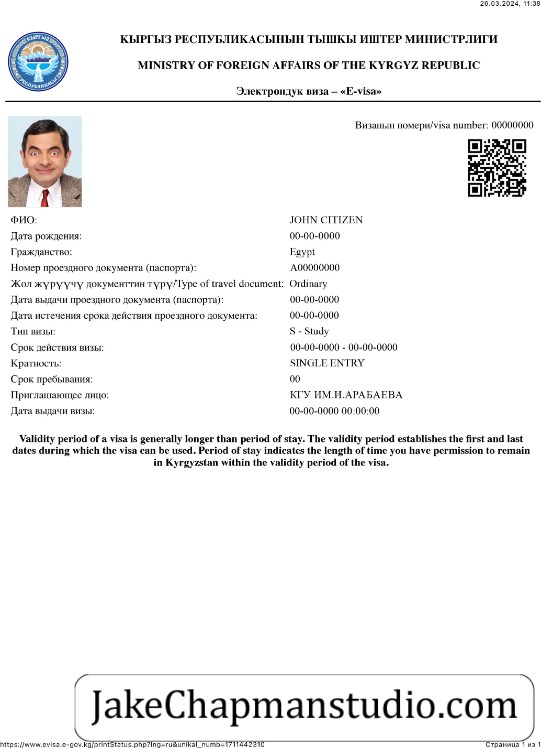 26.03.2024, 11:38
КЫРГЫЗ РЕСПУБЛИКАСЫНЫН ТЫШКЫ ИШТЕР МИНИСТРЛИГИ
MINISTRY OF FOREIGN AFFAIRS OF THE KYRGYZ REPUBLIC
Электрондук виза – «E-visa»
Визанын номери/visa number: 00000000
ФИО: JOHN CITIZEN
Дата рождения: 00-00-0000
Гражданство: Egypt
Номер проездного документа (паспорта): A00000000
Жол жүрүүчү документтин түрү/Type of travel document: Ordinary
Дата выдачи проездного документа (паспорта): 00-00-0000
Дата истечения срока действия проездного документа: 00-00-0000
Тип визы: S - Study
Срок действия визы: 00-00-0000 - 00-00-0000
Кратность: SINGLE ENTRY
Срок пребывания: 00
Приглашающее лицо: КГУ ИМ.И.АРАБАЕВА
Дата выдачи визы: 00-00-0000 00:00:00
Validity period of a visa is generally longer than period of stay. The validity period establishes the first and last
dates during which the visa can be used. Period of stay indicates the length of time you have permission to remain
in Kyrgyzstan within the validity period of the visa.
JakeChapmanstudio.com
https://www.evisa.e-gov.kg/printStatus.php?lng=ru&unikal_numb=1711442310
Страница 1 из 1